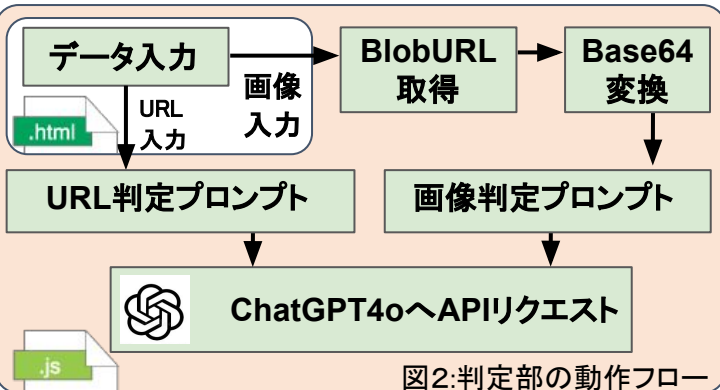 データ入力
BlobURL
取得
Base64
変換
画像
入力
URL
入力
.html
URL判定プロンプト
画像判定プロンプト
ChatGPT4oへAPIリクエスト
.js
図2:判定部の動作フロー